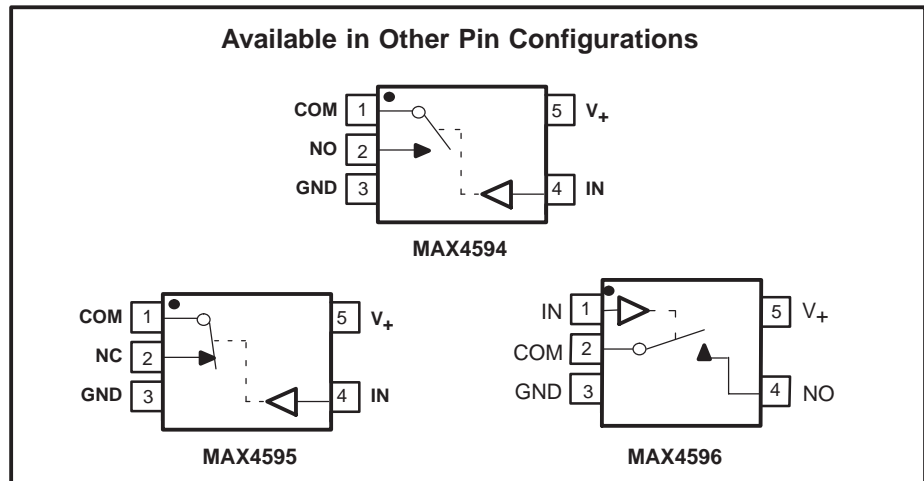 Available in Other Pin Configurations
COM 1 5 V+
NO 2
GND 3 4 IN
MAX4594
COM 1 5 V+
NC 2
GND 3 4 IN
MAX4595
IN 1 5 V+
COM 2
GND 3 4 NO
MAX4596